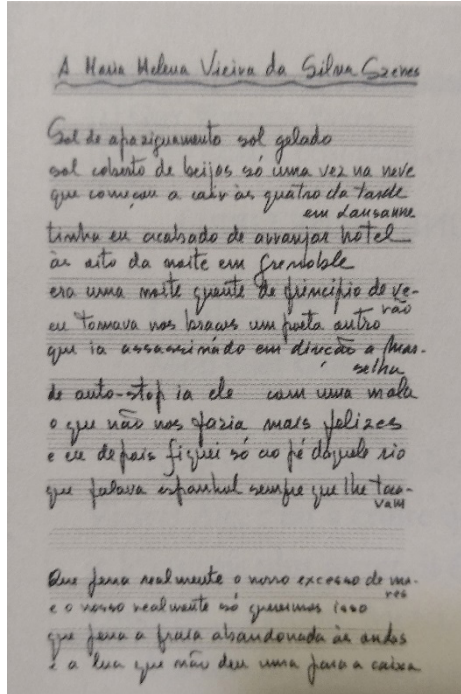 A Maria Helena Vieira da Silva Szenes
Sol de apaziguamento sol gelado
sol coberto de beijos só uma vez na neve
que começou a cair às quatro da tarde
em Lausanne
tinha eu acabado de arranjar hotel
às oito da noite em Grenoble
era uma noite quente de princípio de ve-
rão
eu tomava nos braços um poeta outro
que ia assassinado em direcção a Mar-
selha
de auto-stop ia ele com uma mala
o que não nos fazia mais felizes
e eu depois fiquei só ao pé daquele rio
que falava espanhol sempre que lhe toca-
vam
Que pena realmente o nosso excesso de ma-
res
e o nosso realmente só queremos isso
que pena a praia abandonada às ondas
e a lua que não deu uma para a caixa